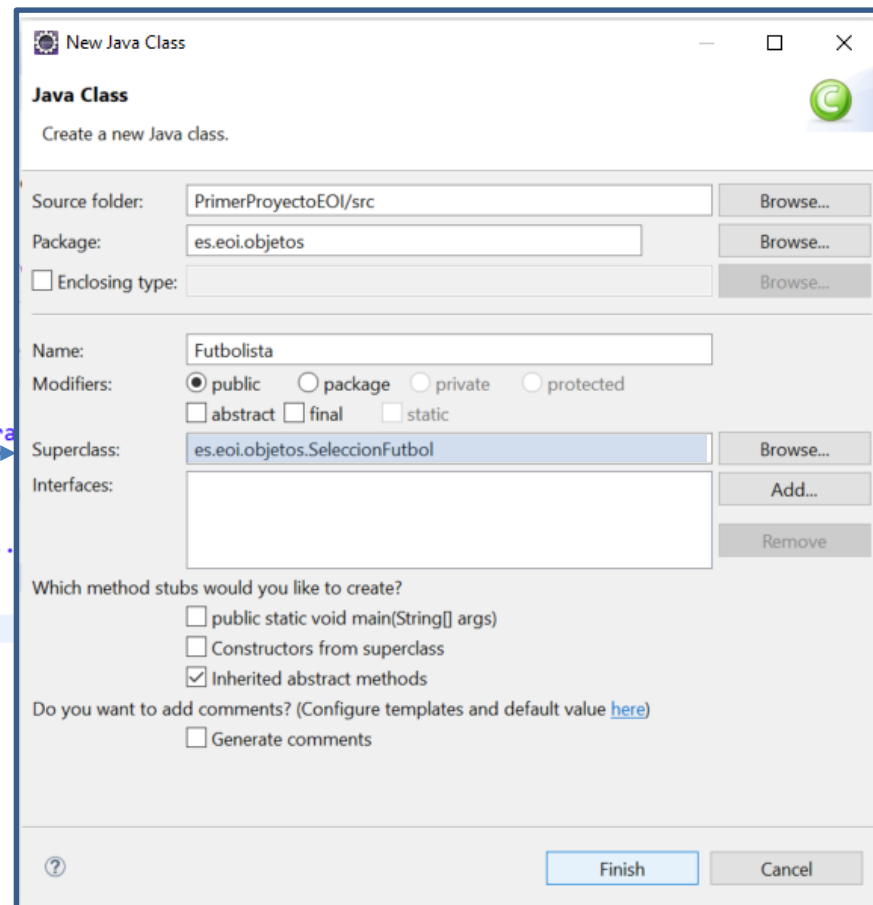 New Java Class
Java Class
Create a new Java class.
Source folder: PrimerProyectoEOI/src Browse...
Package: es.eoi.objetos Browse...
Enclosing type: Browse...
Name: Futbolista
Modifiers: public package private protected
abstract final static
Superclass: es.eoi.objetos.SeleccionFutbol Browse...
Interfaces: Add...
Remove
Which method stubs would you like to create?
public static void main(String[] args)
Constructors from superclass
Inherited abstract methods
Do you want to add comments? (Configure templates and default value here)
Generate comments
Finish Cancel